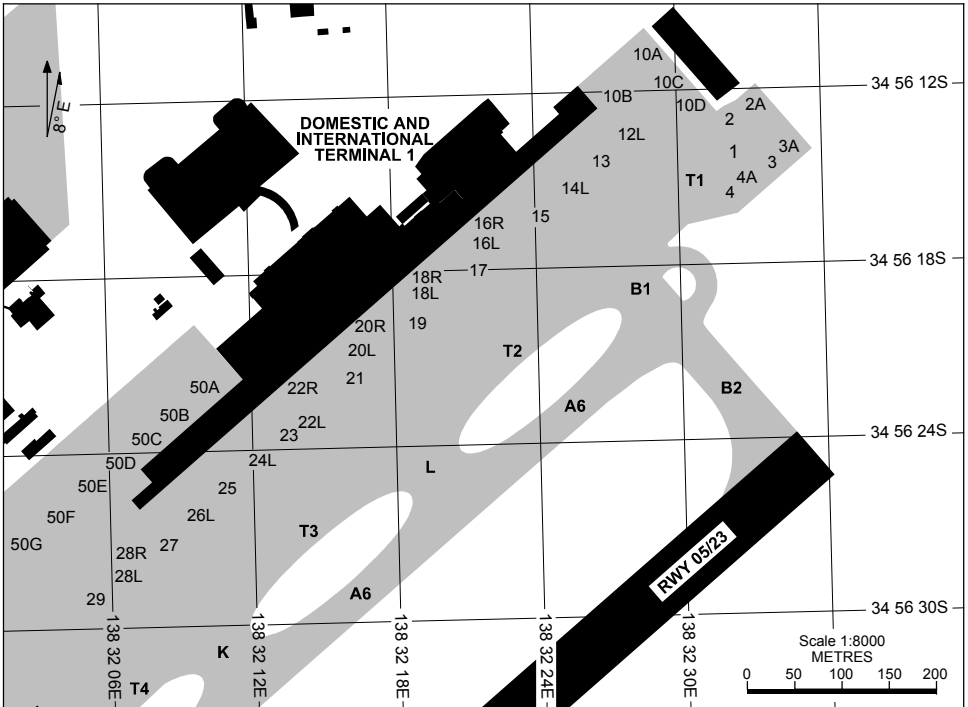 10A
34 56 12S
10C
10B
10D
2A
2
8° E
DOMESTIC AND
INTERNATIONAL
TERMINAL 1
12L
3A
1
13
3
T1
4A
14L
4
15
16R
16L
34 56 18S
17
18R
B1
18L
19
20R
20L
T2
21
50A
22R
B2
A6
50B
22L
23
34 56 24S
50C
50D
24L
L
50E
25
26L
50F
T3
50G
27
28R
RWY 05/23
28L
A6
29
34 56 30S
138 32 06E
138 32 12E
138 32 18E
138 32 24E
138 32 30E
Scale 1:8000
METRES
K
0 50 100 150 200
T4